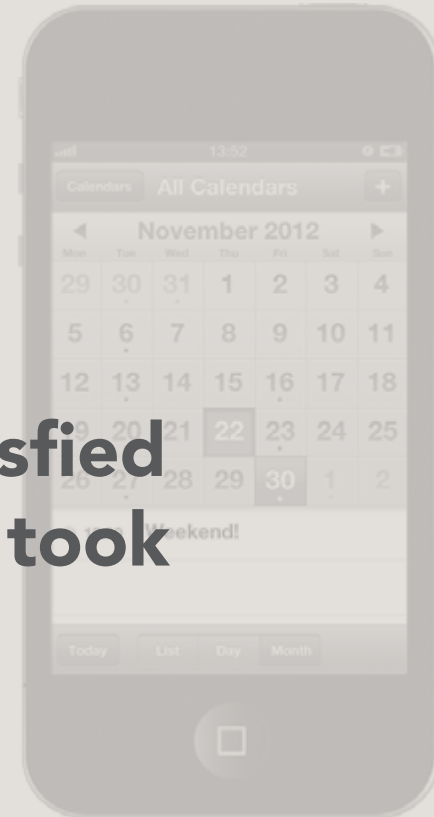 13:52
Calendars All Calendars +
November 2012
Mon Tue Wed Thu Fri Sat Sun
29 30 31 1 2 3 4
5 6 7 8 9 10 11
12 13 14 15 16 17 18
9 20 21 22 23 24 25
sfied
26 27 28 29 30 1 2
Weekend!
took
Today List Day Month